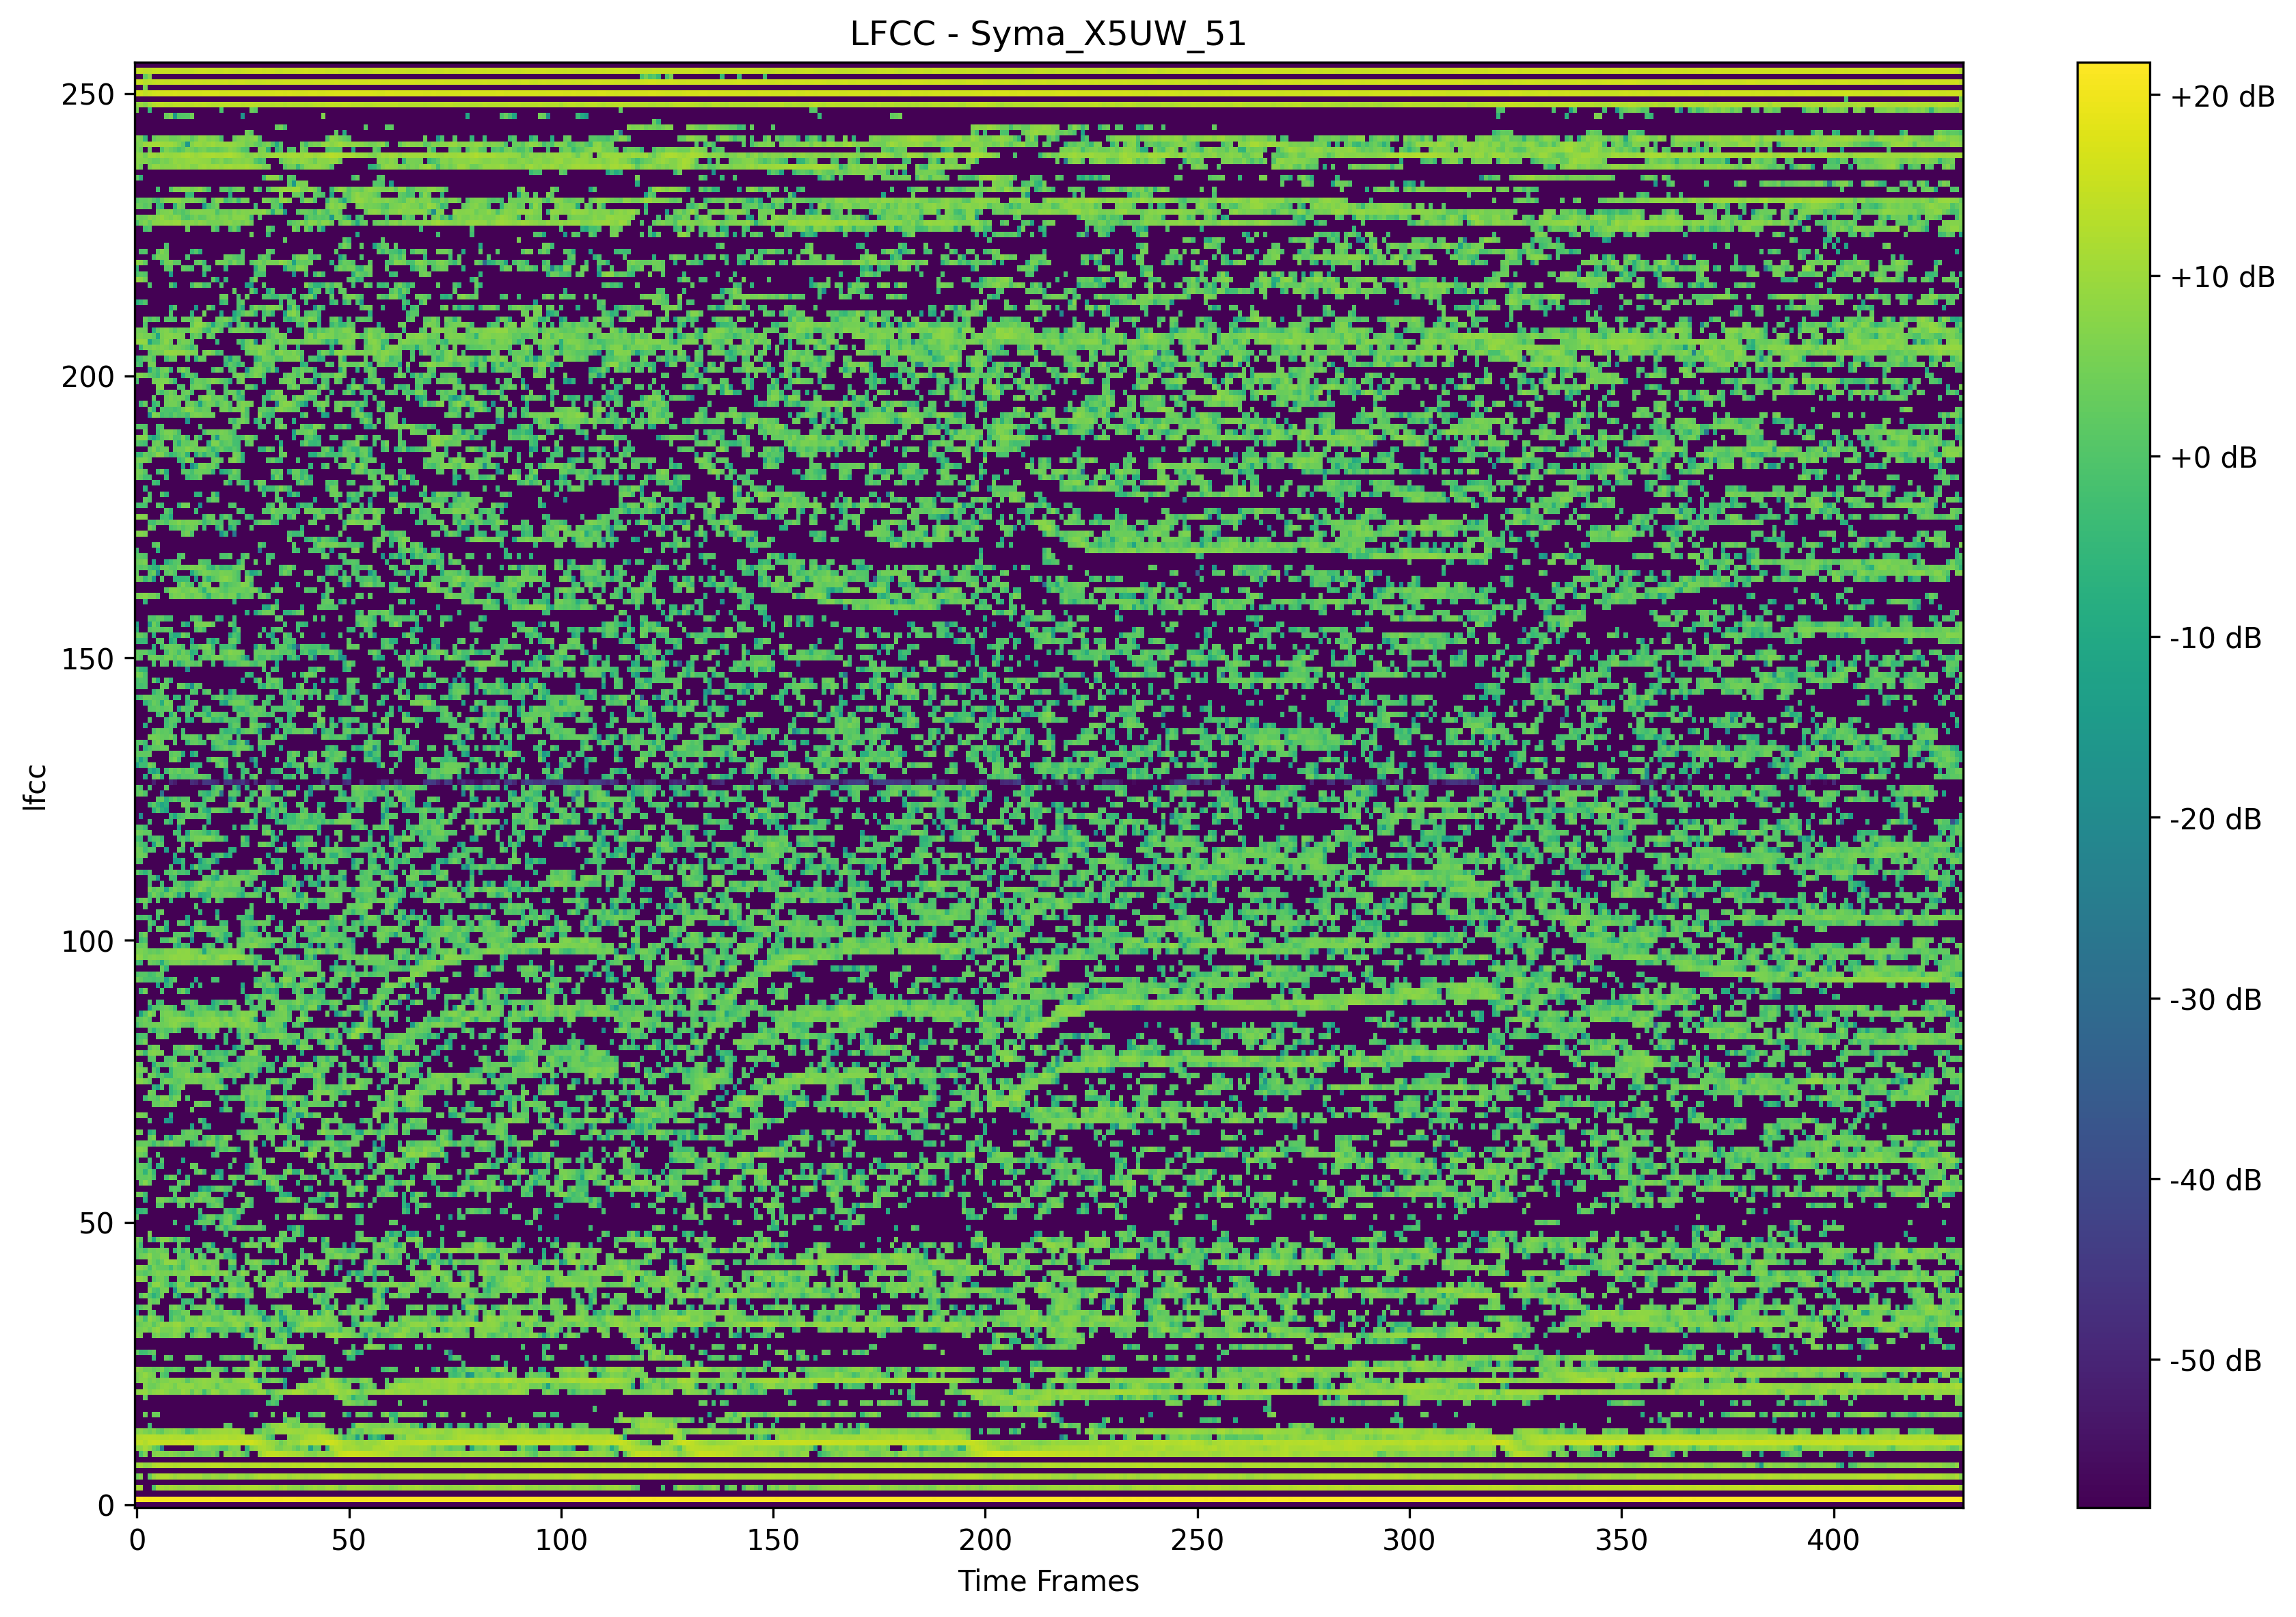 LFCC - Syma_X5UW_51
250
200
150
100
50
0
lfcc
0 50 100 150 200 250 300 350 400
Time Frames
+20 dB
+10 dB
+0 dB
-10 dB
-20 dB
-30 dB
-40 dB
-50 dB